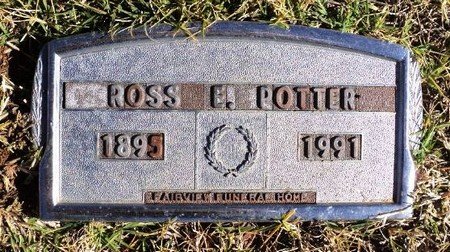 ROSS E. POTTER
1895 1991
FAIRVIEW FUNERAL HOME